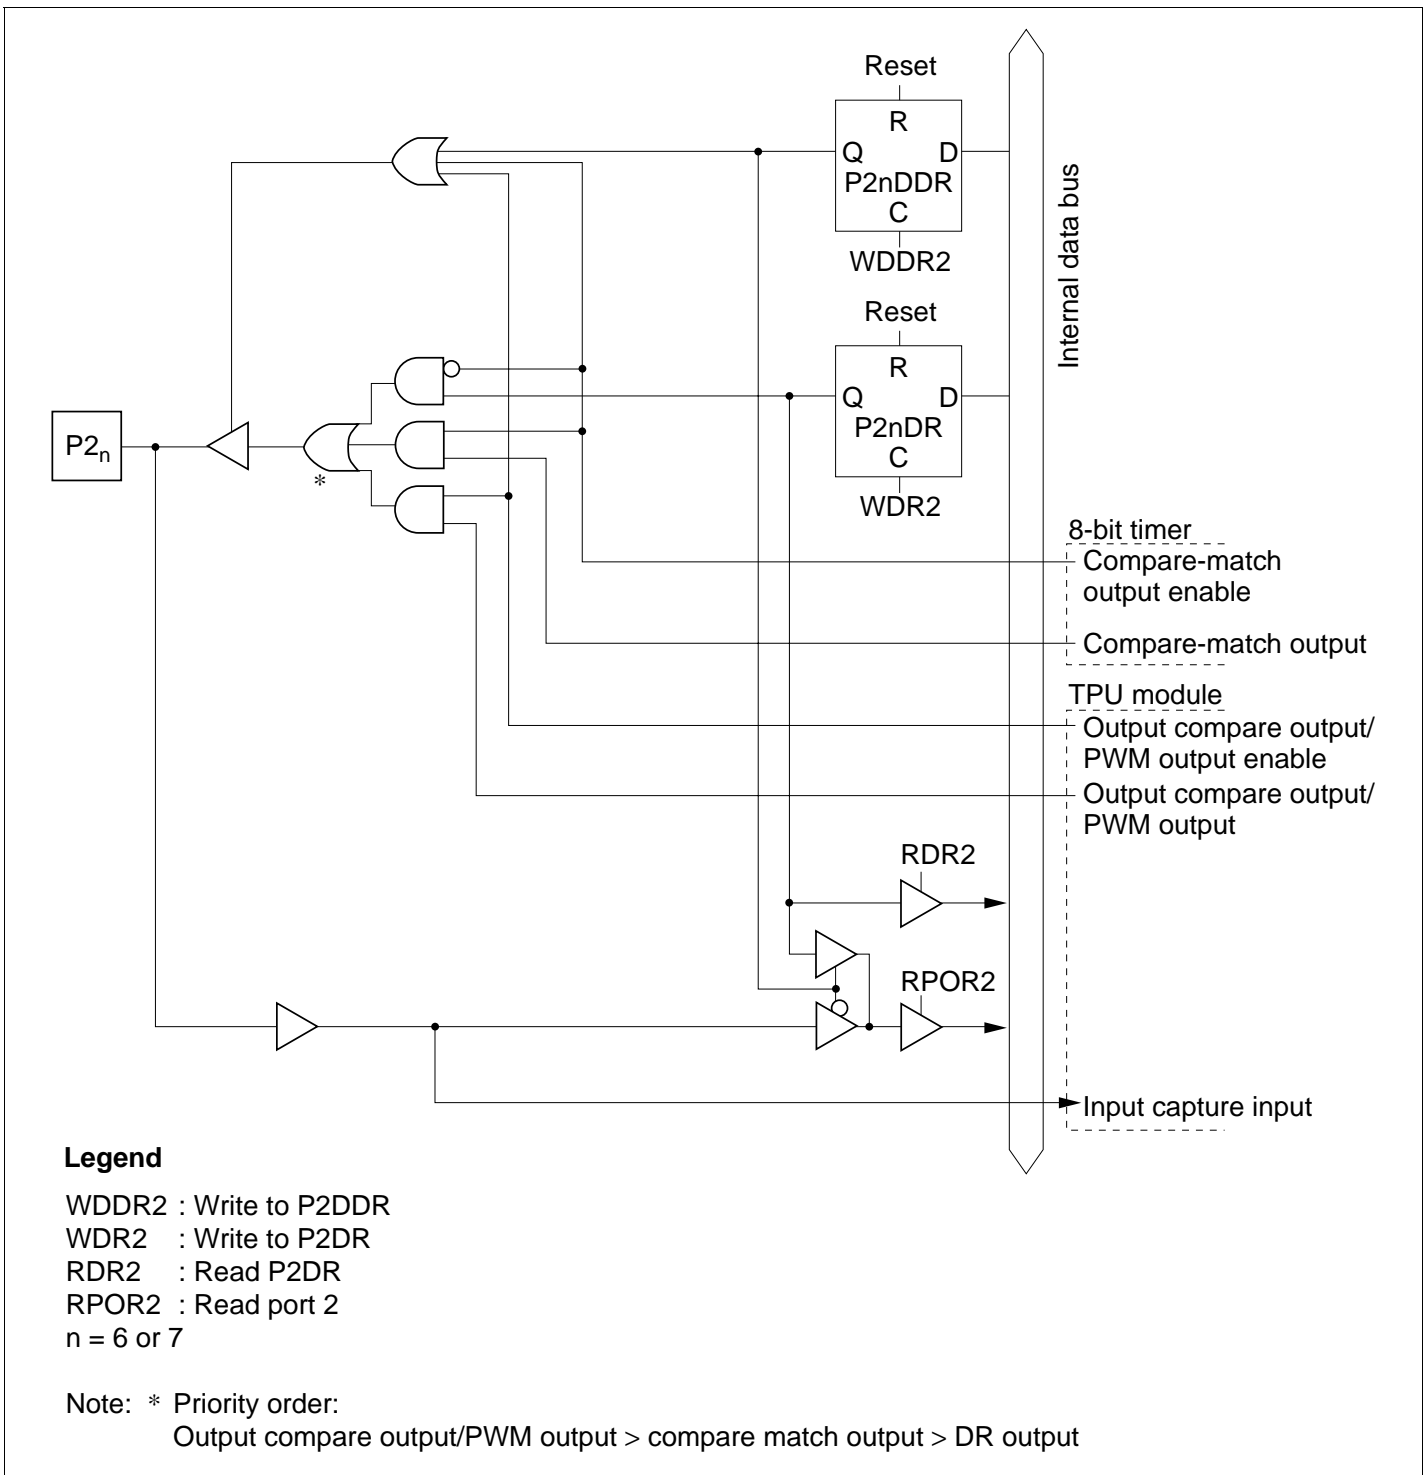 Reset
R
Q D
P2nDDR
C
WDDR2
Internal data bus
Reset
R
Q D
P2nDR
C
WDR2
P2n
*
8-bit timer
Compare-match
output enable
Compare-match output
TPU module
Output compare output/
PWM output enable
Output compare output/
PWM output
RDR2
RPOR2
Input capture input
Legend
WDDR2 : Write to P2DDR
WDR2 : Write to P2DR
RDR2 : Read P2DR
RPOR2 : Read port 2
n = 6 or 7
Note: * Priority order:
Output compare output/PWM output > compare match output > DR output